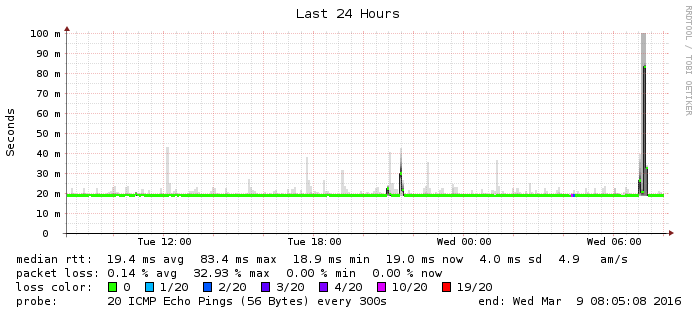 Last 24 Hours
RRDTOOL / TOBI OETIKER
Seconds
100 m
90 m
80 m
70 m
60 m
50 m
40 m
30 m
20 m
10 m
0
Tue 12:00 Tue 18:00 Wed 00:00 Wed 06:00
median rtt: 19.4 ms avg 83.4 ms max 18.9 ms min 19.0 ms now 4.0 ms sd 4.9 am/s
packet loss: 0.14 % avg 32.93 % max 0.00 % min 0.00 % now
loss color: 0 1/20 2/20 3/20 4/20 10/20 19/20
probe: 20 ICMP Echo Pings (56 Bytes) every 300s end: Wed Mar 9 08:05:08 2016